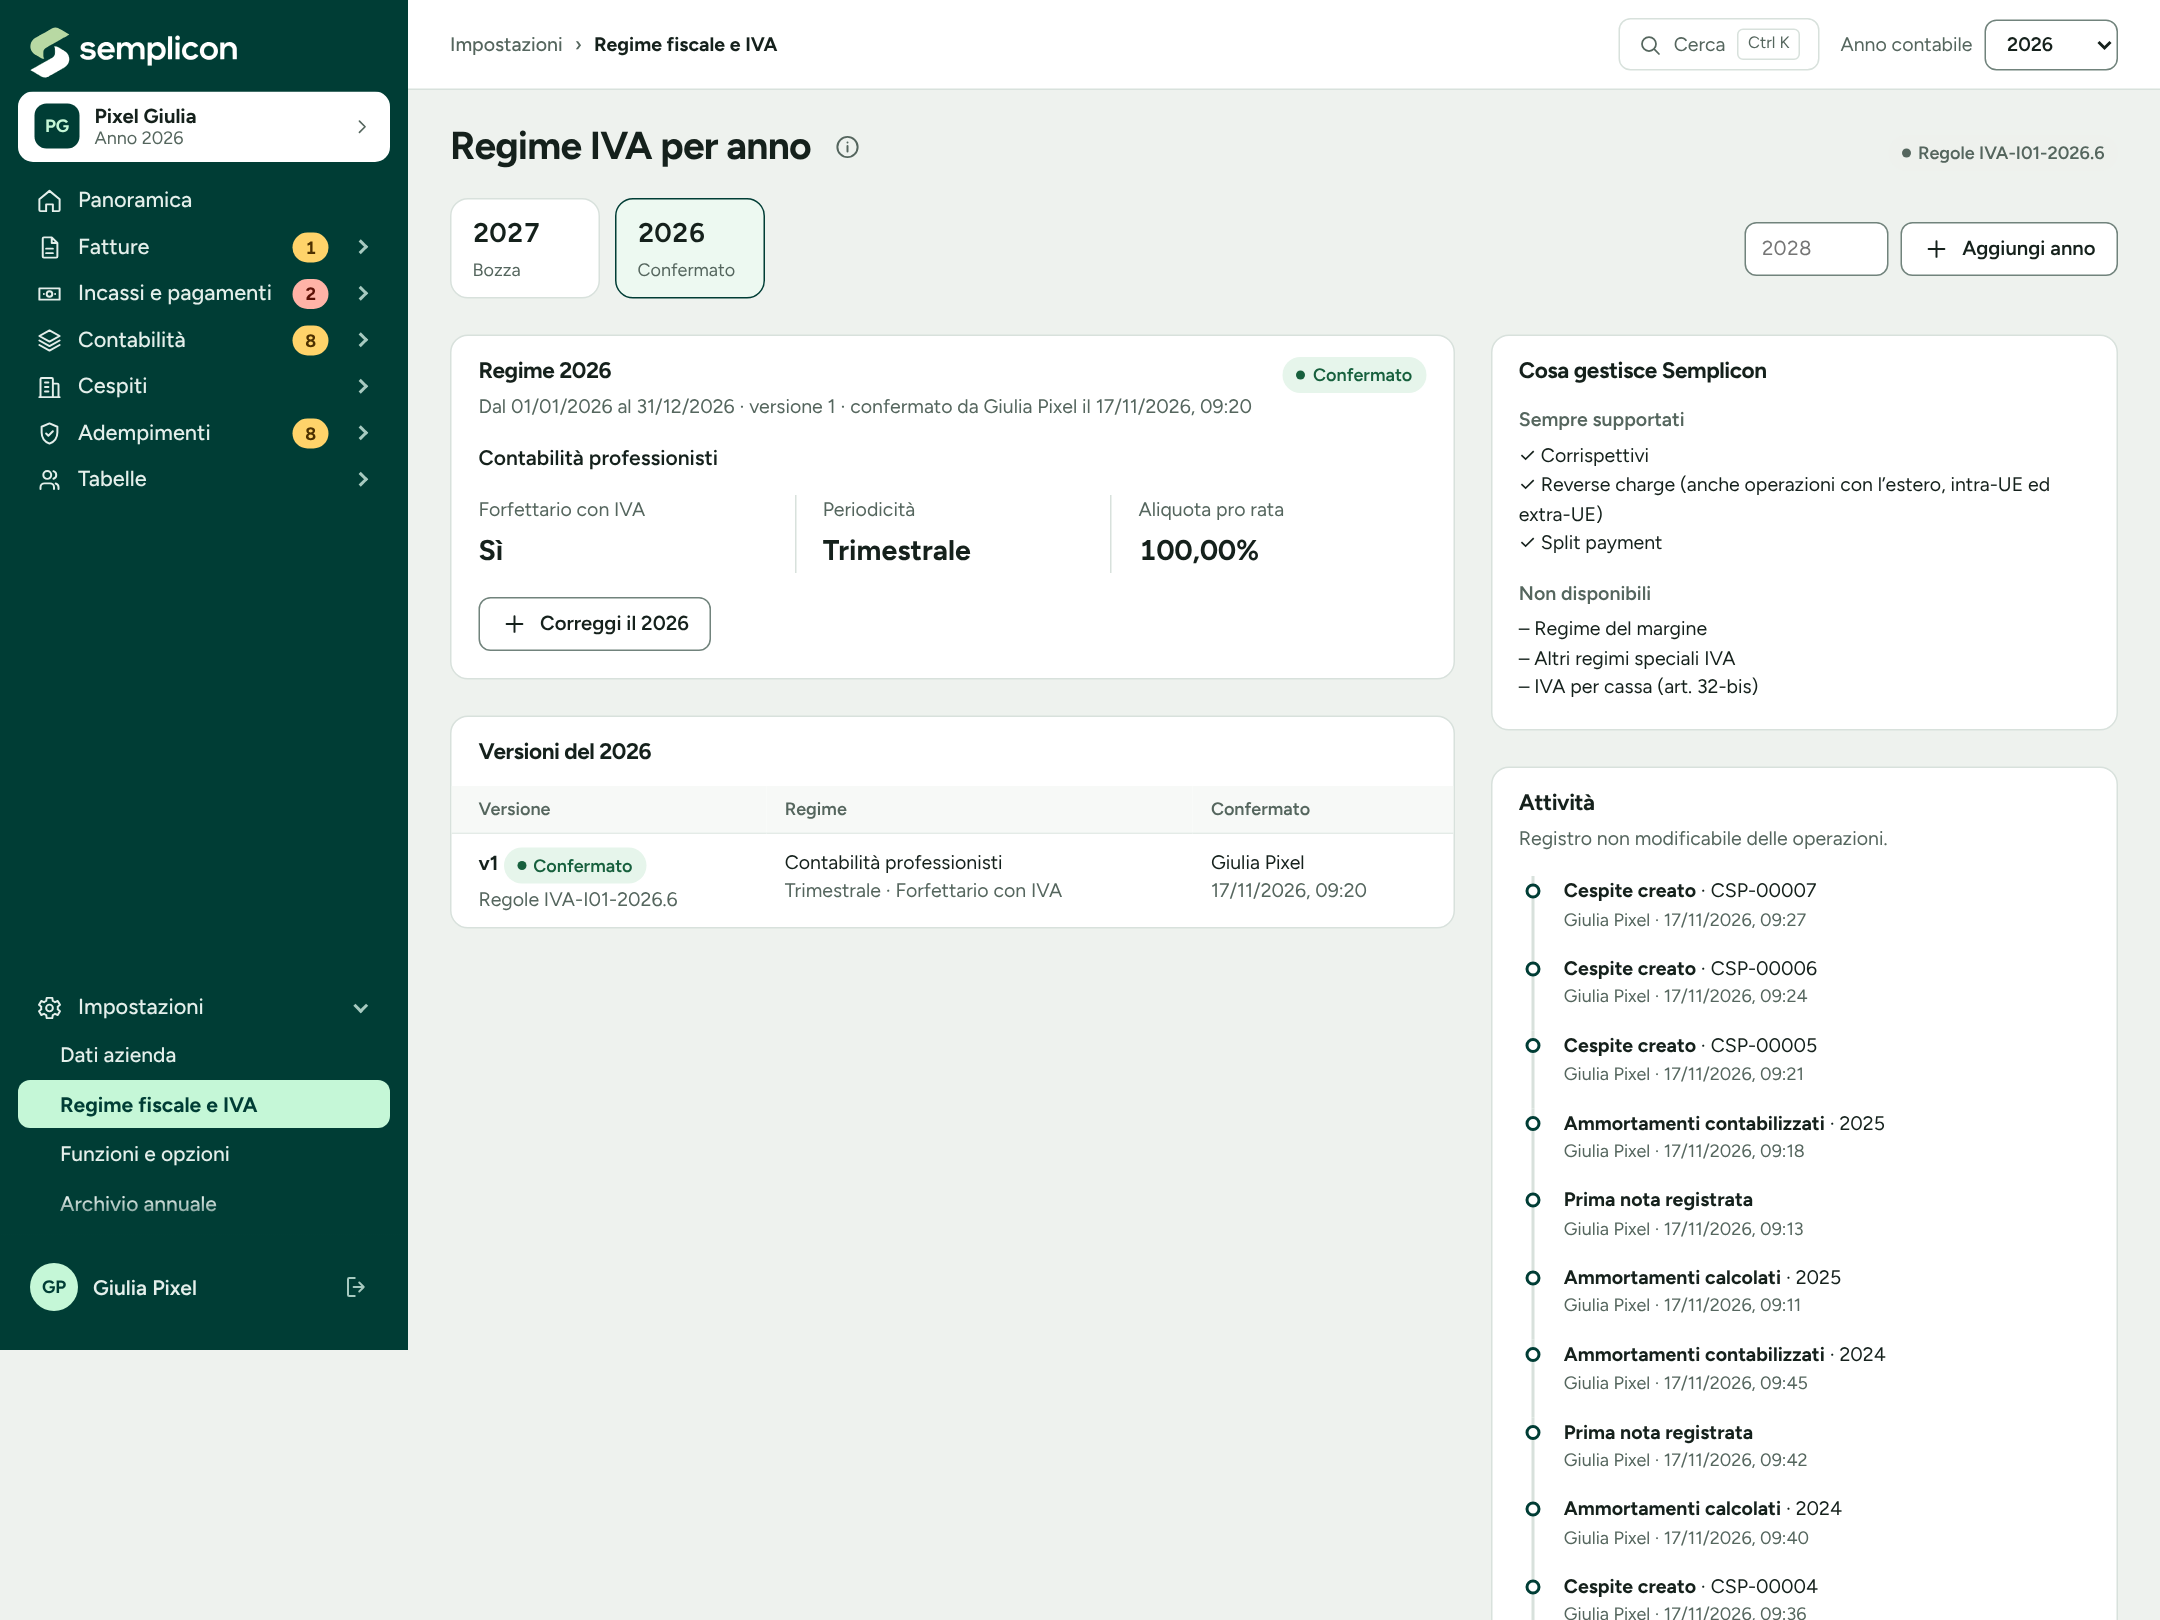 semplicon
PG
Pixel Giulia
Anno 2026
Panoramica
Fatture 1
Incassi e pagamenti 2
Contabilità 8
Cespiti
Adempimenti 8
Tabelle
Impostazioni
Dati azienda
Regime fiscale e IVA
Funzioni e opzioni
Archivio annuale
GP Giulia Pixel
Impostazioni › Regime fiscale e IVA
Cerca Ctrl K
Anno contabile 2026
Regime IVA per anno
Regole IVA-I01-2026.6
2027
Bozza
2026
Confermato
2028
Aggiungi anno
Regime 2026
Confermato
Dal 01/01/2026 al 31/12/2026 · versione 1 · confermato da Giulia Pixel il 17/11/2026, 09:20
Contabilità professionisti
Forfettario con IVA
Sì
Periodicità
Trimestrale
Aliquota pro rata
100,00%
Correggi il 2026
Versioni del 2026
Versione Regime Confermato
v1 Confermato
Regole IVA-I01-2026.6
Contabilità professionisti
Trimestrale · Forfettario con IVA
Giulia Pixel
17/11/2026, 09:20
Cosa gestisce Semplicon
Sempre supportati
✓ Corrispettivi
✓ Reverse charge (anche operazioni con l'estero, intra-UE ed
extra-UE)
✓ Split payment
Non disponibili
– Regime del margine
– Altri regimi speciali IVA
– IVA per cassa (art. 32-bis)
Attività
Registro non modificabile delle operazioni.
Cespite creato · CSP-00007
Giulia Pixel · 17/11/2026, 09:27
Cespite creato · CSP-00006
Giulia Pixel · 17/11/2026, 09:24
Cespite creato · CSP-00005
Giulia Pixel · 17/11/2026, 09:21
Ammortamenti contabilizzati · 2025
Giulia Pixel · 17/11/2026, 09:18
Prima nota registrata
Giulia Pixel · 17/11/2026, 09:13
Ammortamenti calcolati · 2025
Giulia Pixel · 17/11/2026, 09:11
Ammortamenti contabilizzati · 2024
Giulia Pixel · 17/11/2026, 09:45
Prima nota registrata
Giulia Pixel · 17/11/2026, 09:42
Ammortamenti calcolati · 2024
Giulia Pixel · 17/11/2026, 09:40
Cespite creato · CSP-00004
Giulia Pixel · 17/11/2026, 09:36